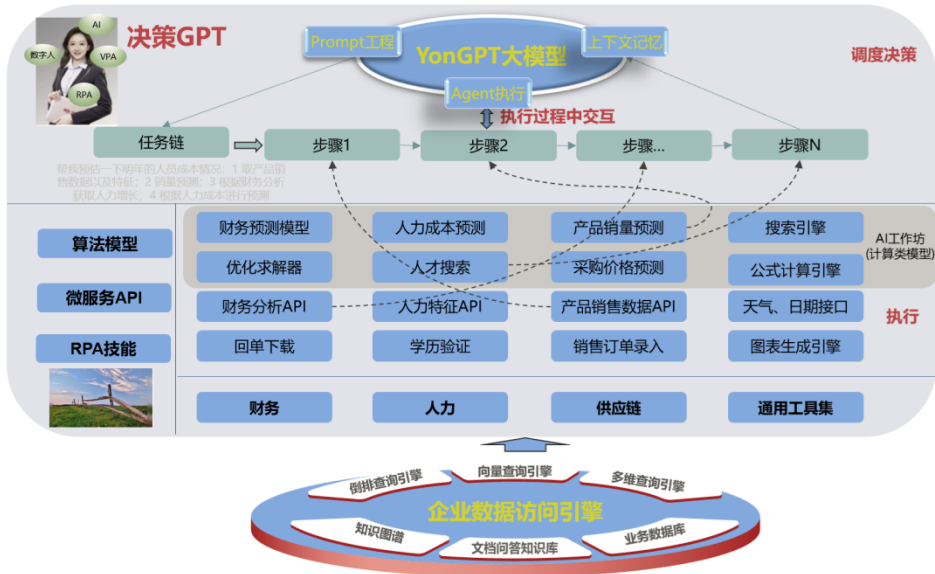 决策GPT
AI
数字人
VPA
RPA
Prompt工程
YonGPT大模型
上下文记忆
Agent执行
调度决策
执行过程中交互
任务链
步骤1
步骤2
步骤...
步骤N
帮我预估一下明年的人员成本情况：1 取产品销
售数据以及特征；2 销量预测；3 根据财务分析
获取人力增长；4 根据人力成本进行预测
算法模型
微服务API
RPA技能
财务预测模型
人力成本预测
产品销量预测
搜索引擎
优化求解器
人才搜索
采购价格预测
公式计算引擎
AI工作坊
(计算类模型)
财务分析API
人力特征API
产品销售数据API
天气、日期接口
执行
回单下载
学历验证
销售订单录入
图表生成引擎
财务
人力
供应链
通用工具集
倒排查询引擎
向量查询引擎
多维查询引擎
企业数据访问引擎
知识图谱
文档问答知识库
业务数据库